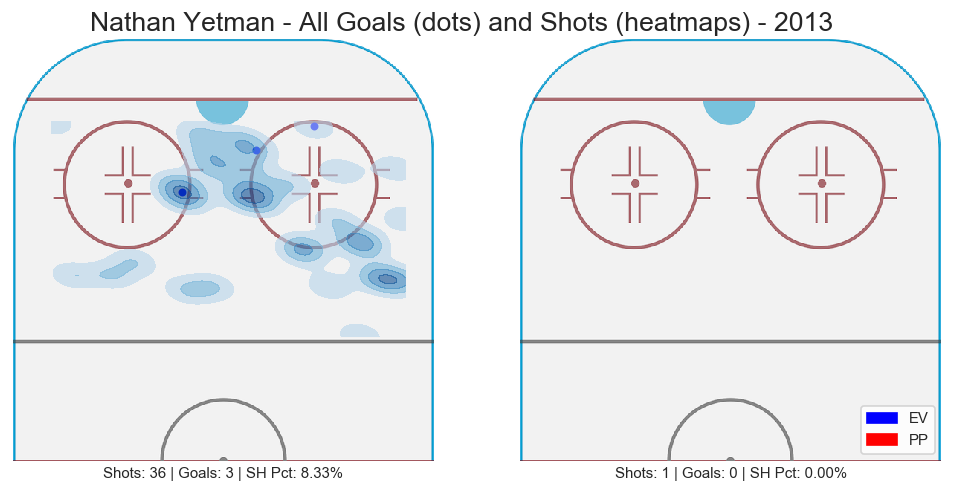 Nathan Yetman - All Goals (dots) and Shots (heatmaps) - 2013
EV
PP
Shots: 36 | Goals: 3 | SH Pct: 8.33%
Shots: 1 | Goals: 0 | SH Pct: 0.00%